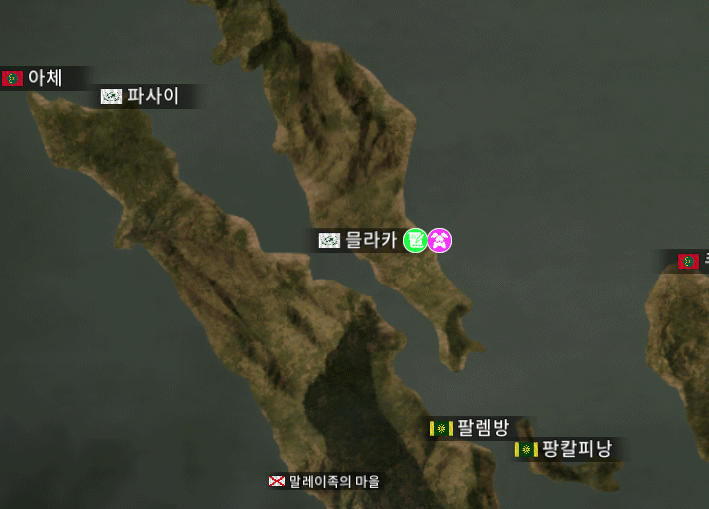 아체
파사이
믈라카
팔렘방
팡칼피낭
말레이족의 마을